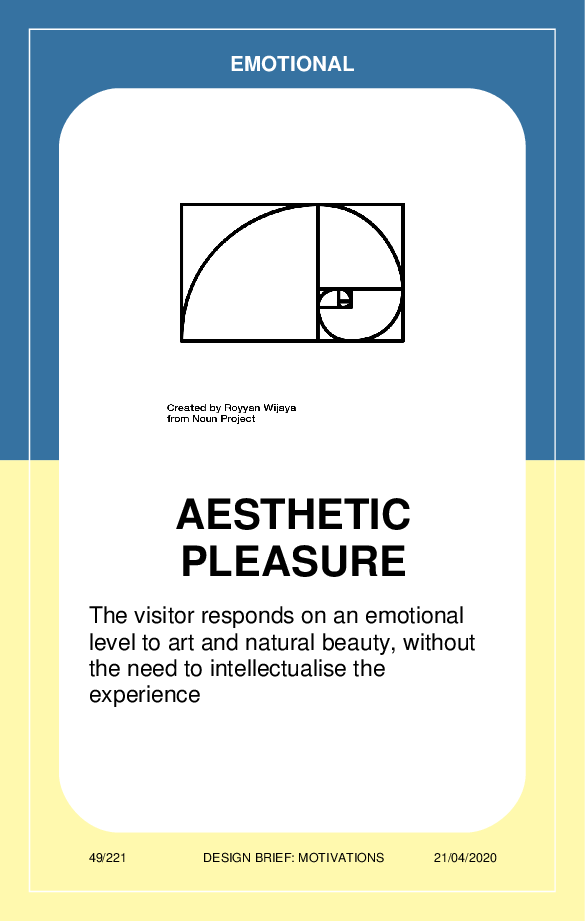 EMOTIONAL
Created by Royyan Wijaya
from Noun Project
AESTHETIC
PLEASURE
The visitor responds on an emotional
level to art and natural beauty, without
the need to intellectualise the
experience
49/221 DESIGN BRIEF: MOTIVATIONS 21/04/2020